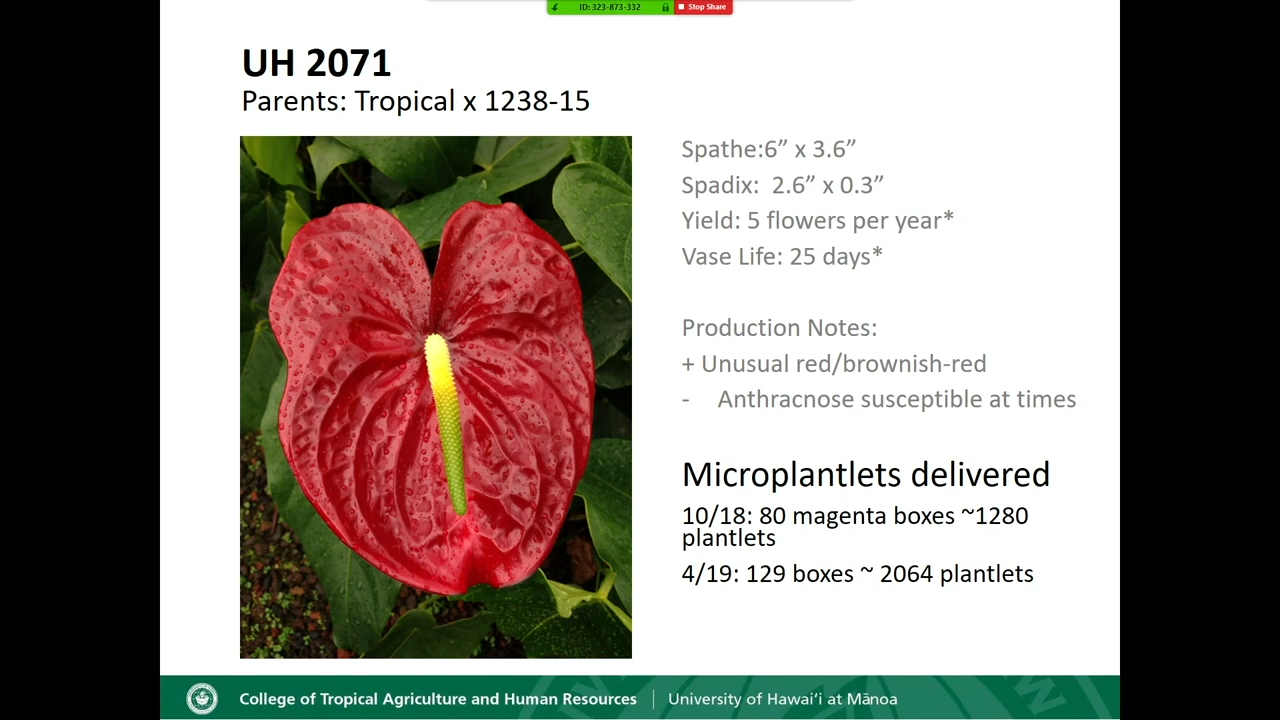 ID: 323-873-332
Stop Share
UH 2071
Parents: Tropical x 1238-15
Spathe:6” x 3.6”
Spadix:  2.6” x 0.3”
Yield: 5 flowers per year*
Vase Life: 25 days*
Production Notes:
+ Unusual red/brownish-red
-    Anthracnose susceptible at times
Microplantlets delivered
10/18: 80 magenta boxes ~1280
plantlets
4/19: 129 boxes ~ 2064 plantlets
College of Tropical Agriculture and Human Resources
University of Hawai‘i at Mānoa